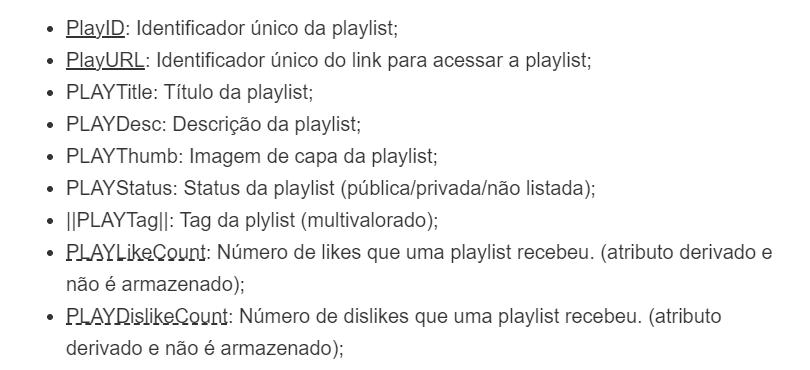 • PlayID: Identificador único da playlist;
• PlayURL: Identificador único do link para acessar a playlist;
• PLAYTitle: Título da playlist;
• PLAYDesc: Descrição da playlist;
• PLAYThumb: Imagem de capa da playlist;
• PLAYStatus: Status da playlist (pública/privada/não listada);
• ||PLAYTag||: Tag da plylist (multivalorado);
• PLAYLikeCount: Número de likes que uma playlist recebeu. (atributo derivado e
não é armazenado);
• PLAYDislikeCount: Número de dislikes que uma playlist recebeu. (atributo
derivado e não é armazenado);